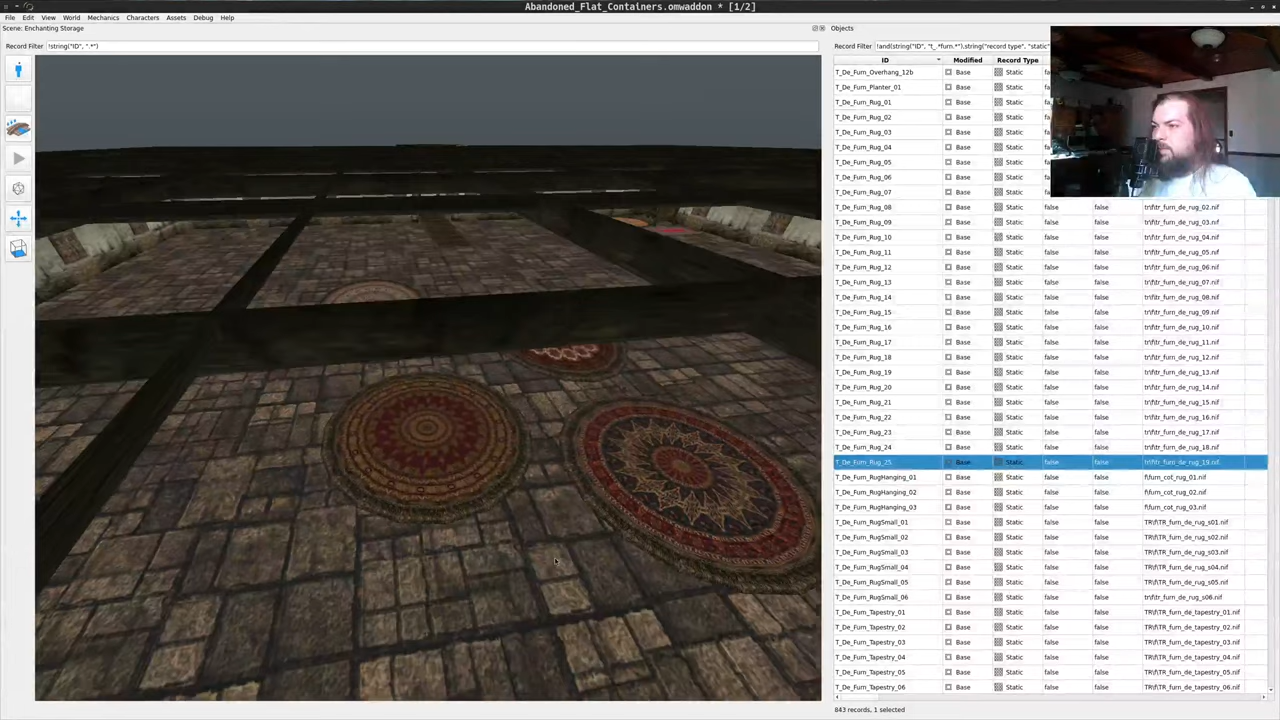 Abandoned_Flat_Containers.omwaddon * [1/2]
File Edit View World Mechanics Characters Assets Debug Help
Scene: Enchanting Storage
Objects
Record Filter !string("ID", ".*")
Record Filter !and(string("ID", "t_.*furn.*"),string("record type", "static"
ID Modified Record Type
T_De_Furn_Overhang_12b Base Static
T_De_Furn_Planter_01 Base Static
T_De_Furn_Rug_01 Base Static
T_De_Furn_Rug_02 Base Static
T_De_Furn_Rug_03 Base Static
T_De_Furn_Rug_04 Base Static
T_De_Furn_Rug_05 Base Static
T_De_Furn_Rug_06 Base Static
T_De_Furn_Rug_07 Base Static
T_De_Furn_Rug_08 Base Static false false tr\f\tr_furn_de_rug_02.nif
T_De_Furn_Rug_09 Base Static false false tr\f\tr_furn_de_rug_03.nif
T_De_Furn_Rug_10 Base Static false false tr\f\tr_furn_de_rug_04.nif
T_De_Furn_Rug_11 Base Static false false tr\f\tr_furn_de_rug_05.nif
T_De_Furn_Rug_12 Base Static false false tr\f\tr_furn_de_rug_06.nif
T_De_Furn_Rug_13 Base Static false false tr\f\tr_furn_de_rug_07.nif
T_De_Furn_Rug_14 Base Static false false tr\f\tr_furn_de_rug_08.nif
T_De_Furn_Rug_15 Base Static false false tr\f\tr_furn_de_rug_09.nif
T_De_Furn_Rug_16 Base Static false false tr\f\tr_furn_de_rug_10.nif
T_De_Furn_Rug_17 Base Static false false tr\f\tr_furn_de_rug_11.nif
T_De_Furn_Rug_18 Base Static false false tr\f\tr_furn_de_rug_12.nif
T_De_Furn_Rug_19 Base Static false false tr\f\tr_furn_de_rug_13.nif
T_De_Furn_Rug_20 Base Static false false tr\f\tr_furn_de_rug_14.nif
T_De_Furn_Rug_21 Base Static false false tr\f\tr_furn_de_rug_15.nif
T_De_Furn_Rug_22 Base Static false false tr\f\tr_furn_de_rug_16.nif
T_De_Furn_Rug_23 Base Static false false tr\f\tr_furn_de_rug_17.nif
T_De_Furn_Rug_24 Base Static false false tr\f\tr_furn_de_rug_18.nif
T_De_Furn_Rug_25 Base Static false false tr\f\tr_furn_de_rug_19.nif
T_De_Furn_RugHanging_01 Base Static false false f\furn_cot_rug_01.nif
T_De_Furn_RugHanging_02 Base Static false false f\furn_cot_rug_02.nif
T_De_Furn_RugHanging_03 Base Static false false f\furn_cot_rug_03.nif
T_De_Furn_RugSmall_01 Base Static false false TR\f\TR_furn_de_rug_s01.nif
T_De_Furn_RugSmall_02 Base Static false false TR\f\TR_furn_de_rug_s02.nif
T_De_Furn_RugSmall_03 Base Static false false TR\f\TR_furn_de_rug_s03.nif
T_De_Furn_RugSmall_04 Base Static false false TR\f\TR_furn_de_rug_s04.nif
T_De_Furn_RugSmall_05 Base Static false false TR\f\TR_furn_de_rug_s05.nif
T_De_Furn_RugSmall_06 Base Static false false tr\f\tr_furn_de_rug_s06.nif
T_De_Furn_Tapestry_01 Base Static false false TR\f\TR_furn_de_tapestry_01.nif
T_De_Furn_Tapestry_02 Base Static false false TR\f\TR_furn_de_tapestry_02.nif
T_De_Furn_Tapestry_03 Base Static false false TR\f\TR_furn_de_tapestry_03.nif
T_De_Furn_Tapestry_04 Base Static false false TR\f\TR_furn_de_tapestry_04.nif
T_De_Furn_Tapestry_05 Base Static false false TR\f\TR_furn_de_tapestry_05.nif
T_De_Furn_Tapestry_06 Base Static false false TR\f\TR_furn_de_tapestry_06.nif
843 records, 1 selected